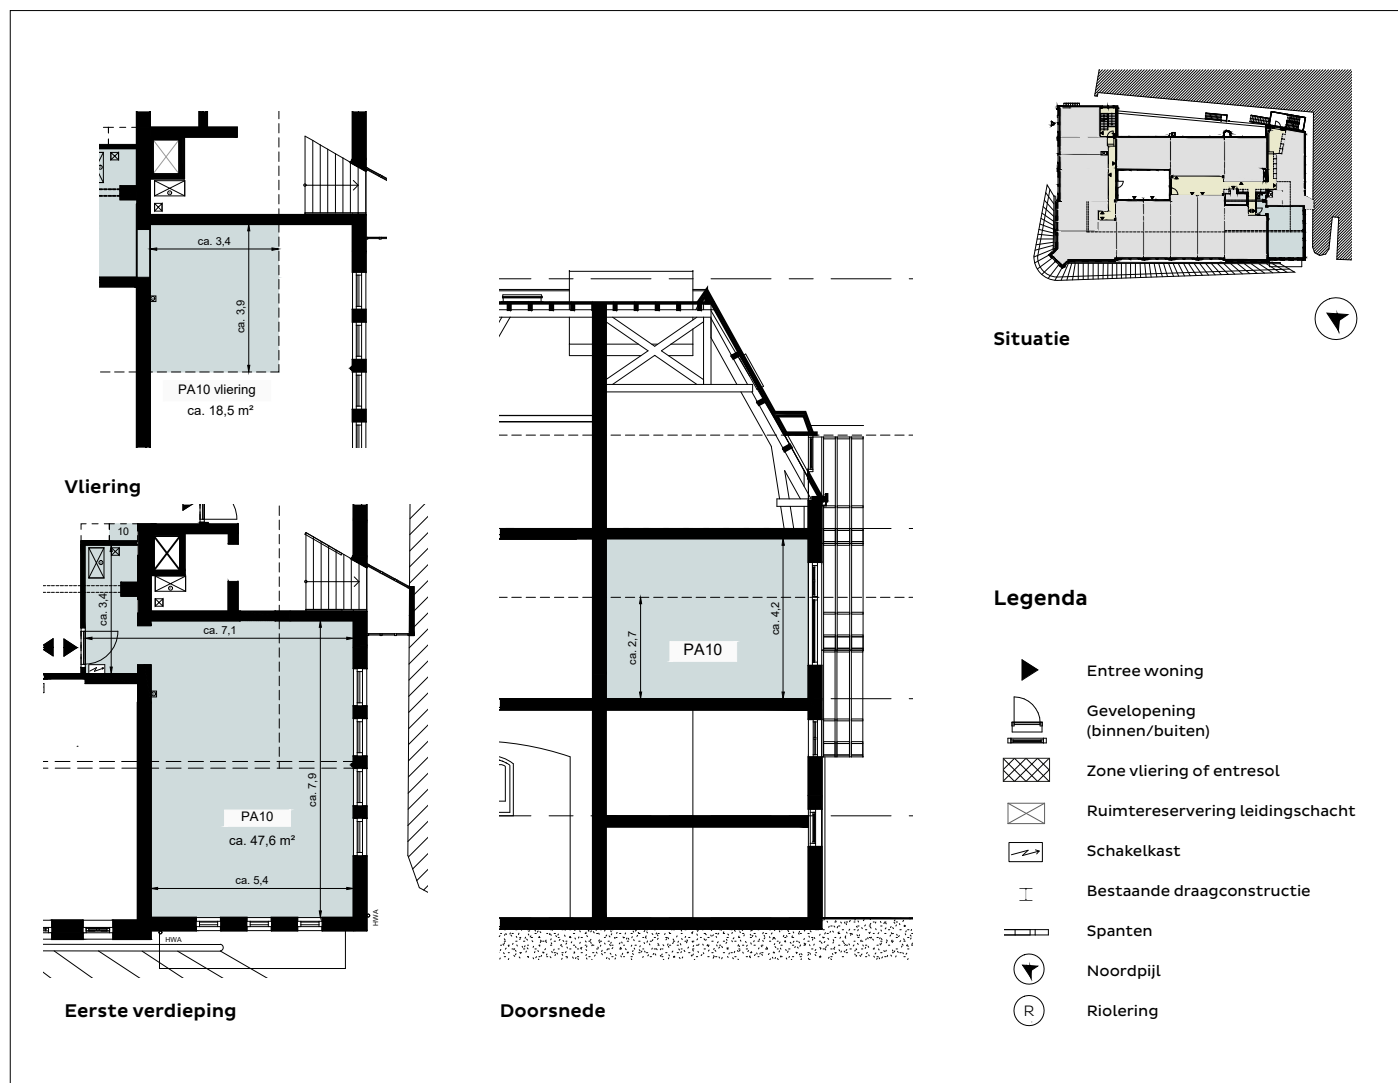 ca. 3,4
ca. 3,9
PA10 vliering
ca. 18,5 m²
Vliering
10
ca. 3,4
ca. 7,1
ca. 7,9
PA10
ca. 47,6 m²
ca. 5,4
HWA
HWA
Eerste verdieping
ca. 2,7
ca. 4,2
PA10
Doorsnede
Situatie
Legenda
Entree woning
Gevelopening
(binnen/buiten)
Zone vliering of entresol
Ruimtereservering leidingschacht
Schakelkast
Bestaande draagconstructie
Spanten
Noordpijl
R
Riolering